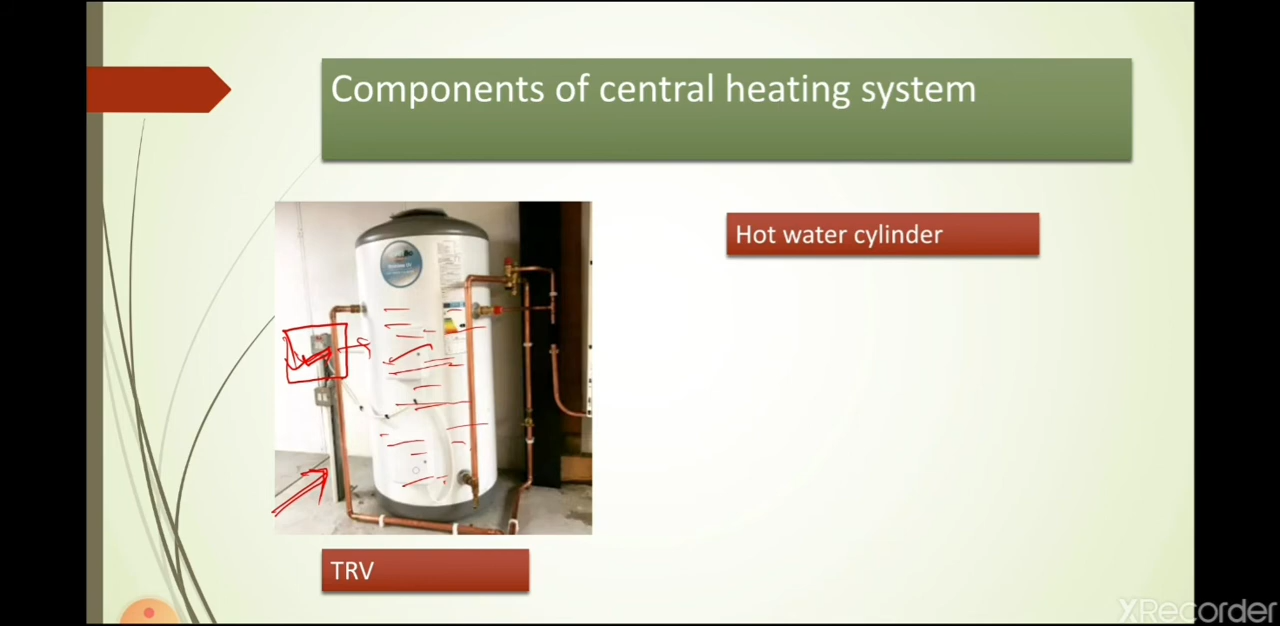 Components of central heating system
Hot water cylinder
TRV
XRecorder